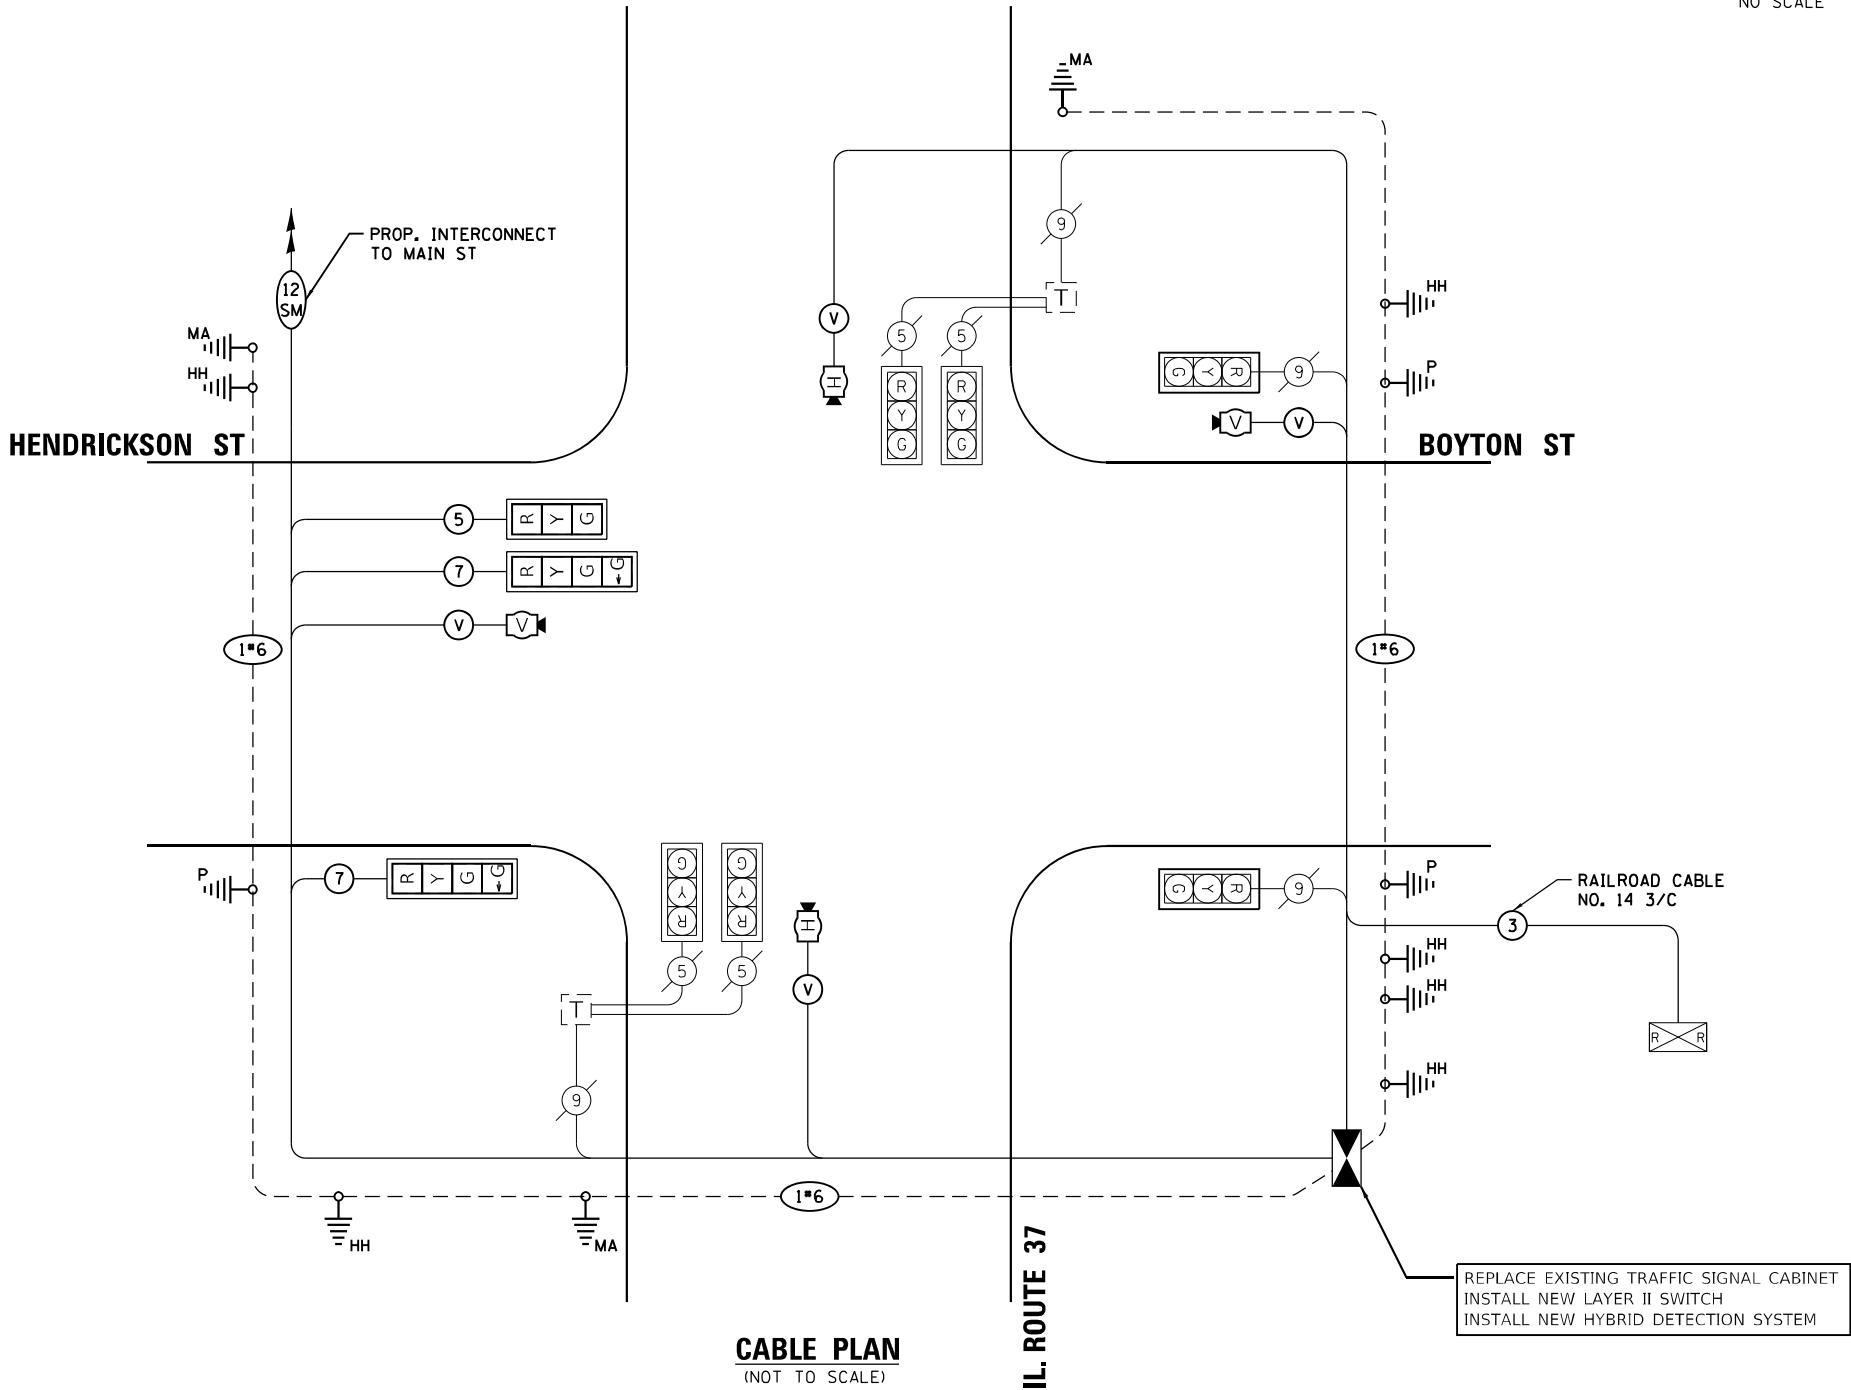 NO SCALE
MA
PROP. INTERCONNECT
TO MAIN ST
12
SM
9
T
HH
MA
HH
V
5
5
H
R
Y
G
R
Y
G
G Y R
9
P
V
V
HENDRICKSON ST
BOYTON ST
5
R Y G
7
R Y G G
V
V
1#6
1#6
P
7
R Y G G
G
Y
R
G
Y
R
H
G Y R
9
P
RAILROAD CABLE
NO. 14 3/C
3
HH
HH
5
5
V
T
R R
HH
9
1#6
HH
MA
IL. ROUTE 37
REPLACE EXISTING TRAFFIC SIGNAL CABINET
INSTALL NEW LAYER II SWITCH
INSTALL NEW HYBRID DETECTION SYSTEM
CABLE PLAN
(NOT TO SCALE)